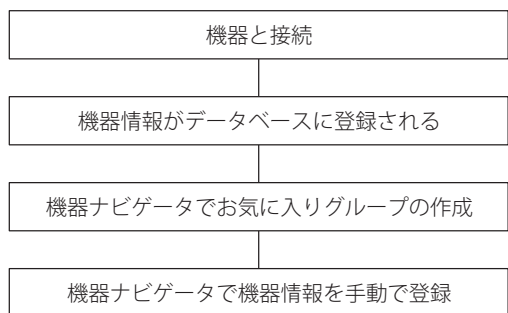 機器と接続
機器情報がデータベースに登録される
機器ナビゲータでお気に入りグループの作成
機器ナビゲータで機器情報を手動で登録